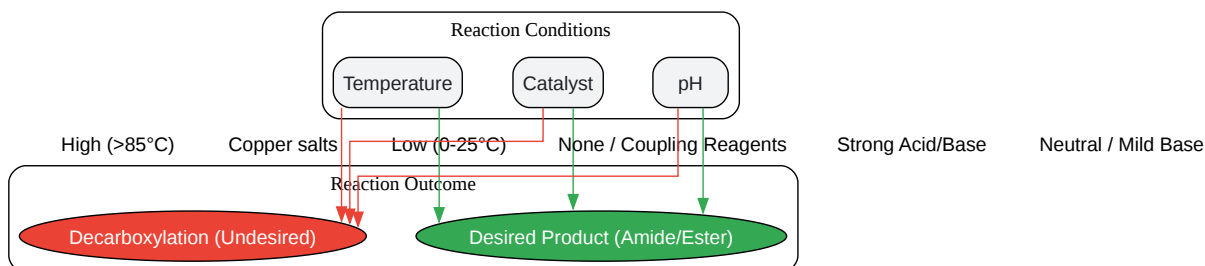 Reaction Conditions
Temperature
Catalyst
pH
High (>85°C)
Copper salts
Low (0-25°C)
None / Coupling Reagents
Strong Acid/Base
Neutral / Mild Base
Reaction Outcome
Decarboxylation (Undesired)
Desired Product (Amide/Ester)